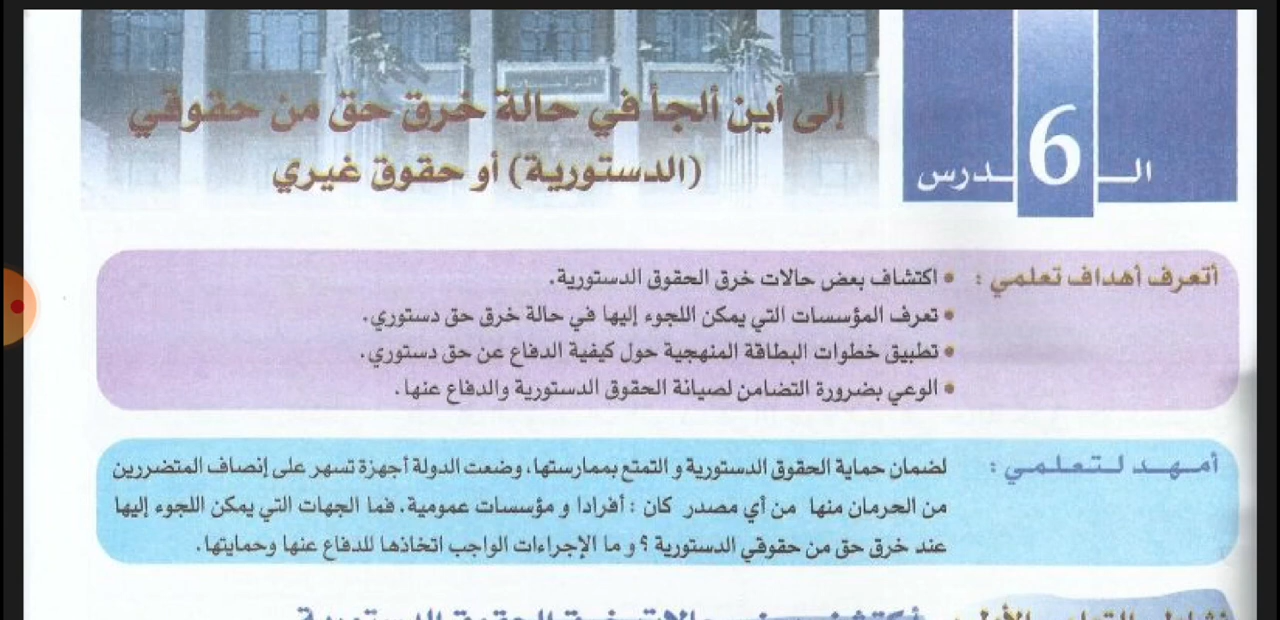 إلى أين ألجأ في حالة خرق حق من حقوقي
(الدستورية) أو حقوق غيري
الـ 6 ـدرس
أتعرف أهداف تعلمي : • اكتشاف بعض حالات خرق الحقوق الدستورية.
• تعرف المؤسسات التي يمكن اللجوء إليها في حالة خرق حق دستوري.
• تطبيق خطوات البطاقة المنهجية حول كيفية الدفاع عن حق دستوري.
• الوعي بضرورة التضامن لصيانة الحقوق الدستورية والدفاع عنها.
أمـهـد لـتـعلـمـي : لضمان حماية الحقوق الدستورية و التمتع بممارستها، وضعت الدولة أجهزة تسهر على إنصاف المتضررين
من الحرمان منها من أي مصدر كان : أفرادا و مؤسسات عمومية. فما الجهات التي يمكن اللجوء إليها
عند خرق حق من حقوقي الدستورية ؟ و ما الإجراءات الواجب اتخاذها للدفاع عنها وحمايتها.